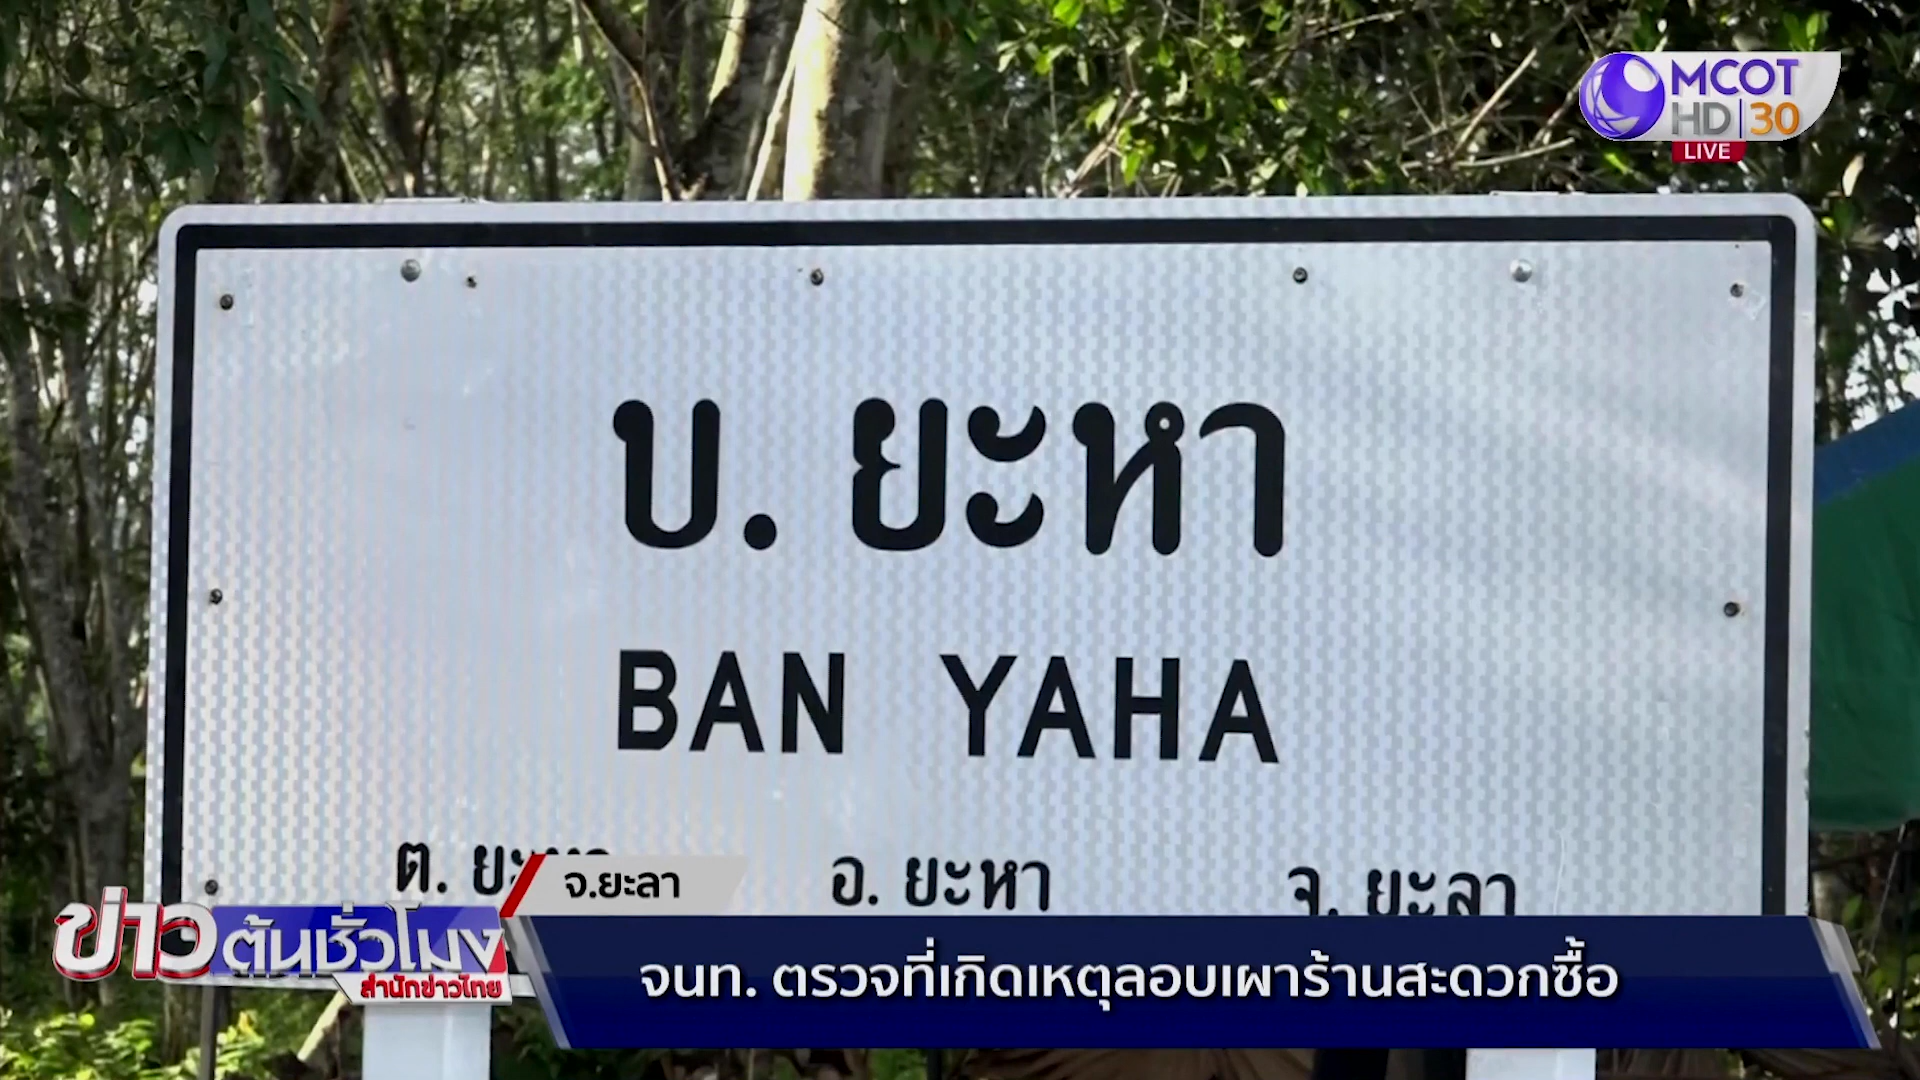 MCOT
HD 30
LIVE
บ. ยะหา
BAN YAHA
ต. ยะหา
อ. ยะหา
จ. ยะลา
จ.ยะลา
ข่าวต้นชั่วโมง
สำนักข่าวไทย
จนท. ตรวจที่เกิดเหตุลอบเผาร้านสะดวกซื้อ